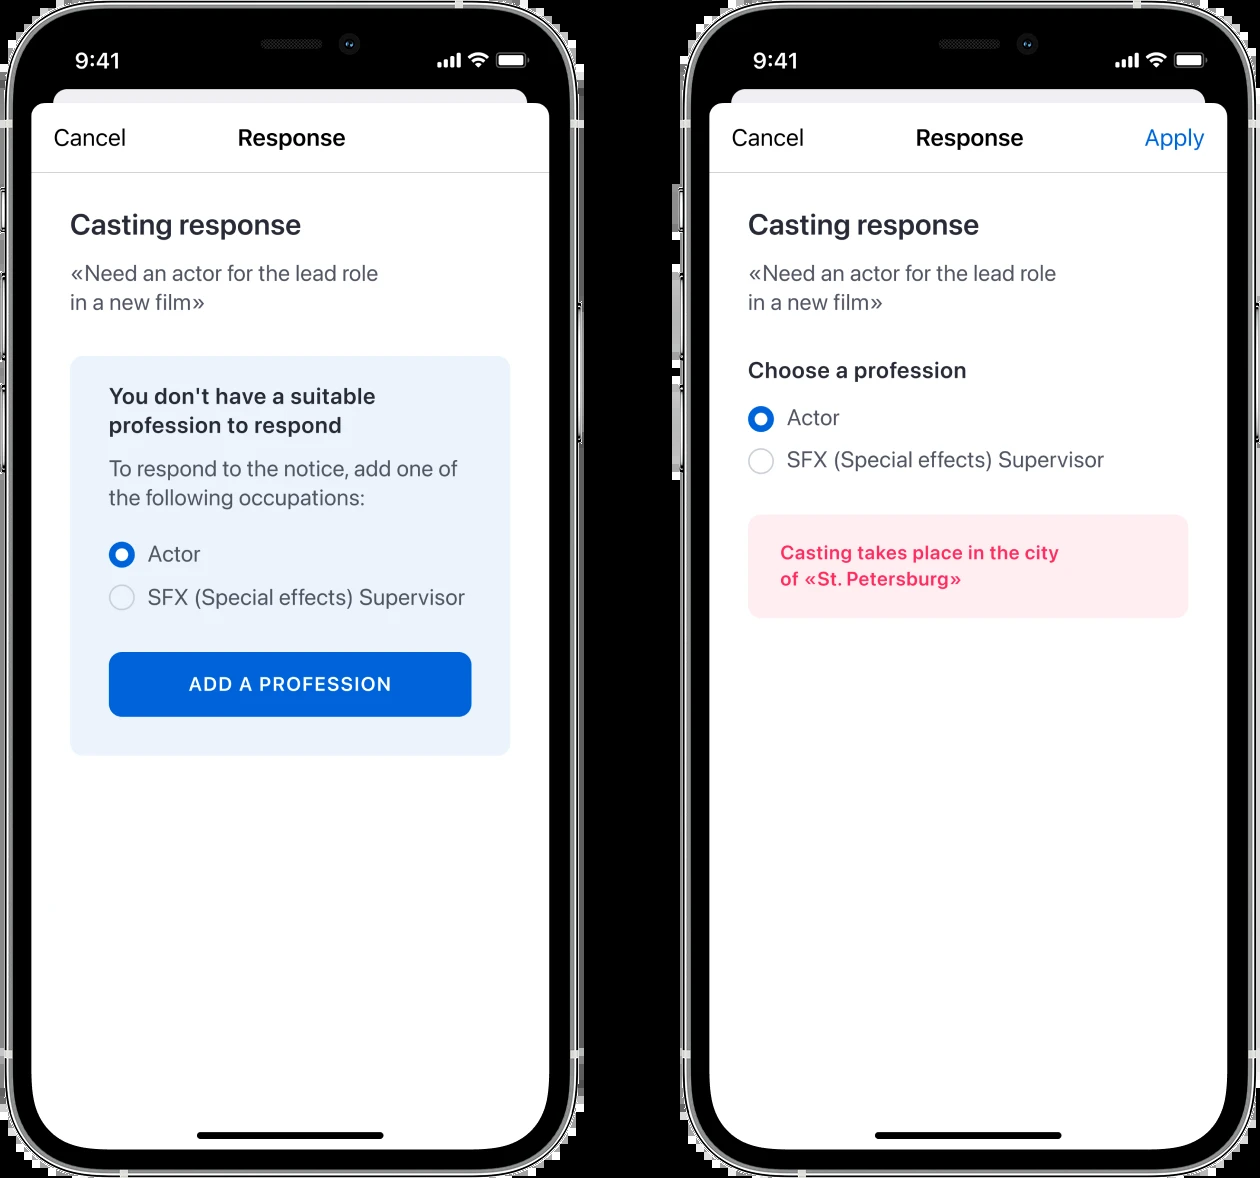 9:41
Cancel
Response
Casting response
«Need an actor for the lead role
in a new film»
You don't have a suitable
profession to respond
To respond to the notice, add one of
the following occupations:
Actor
SFX (Special effects) Supervisor
ADD A PROFESSION
9:41
Cancel
Response
Apply
Casting response
«Need an actor for the lead role
in a new film»
Choose a profession
Actor
SFX (Special effects) Supervisor
Casting takes place in the city
of «St. Petersburg»